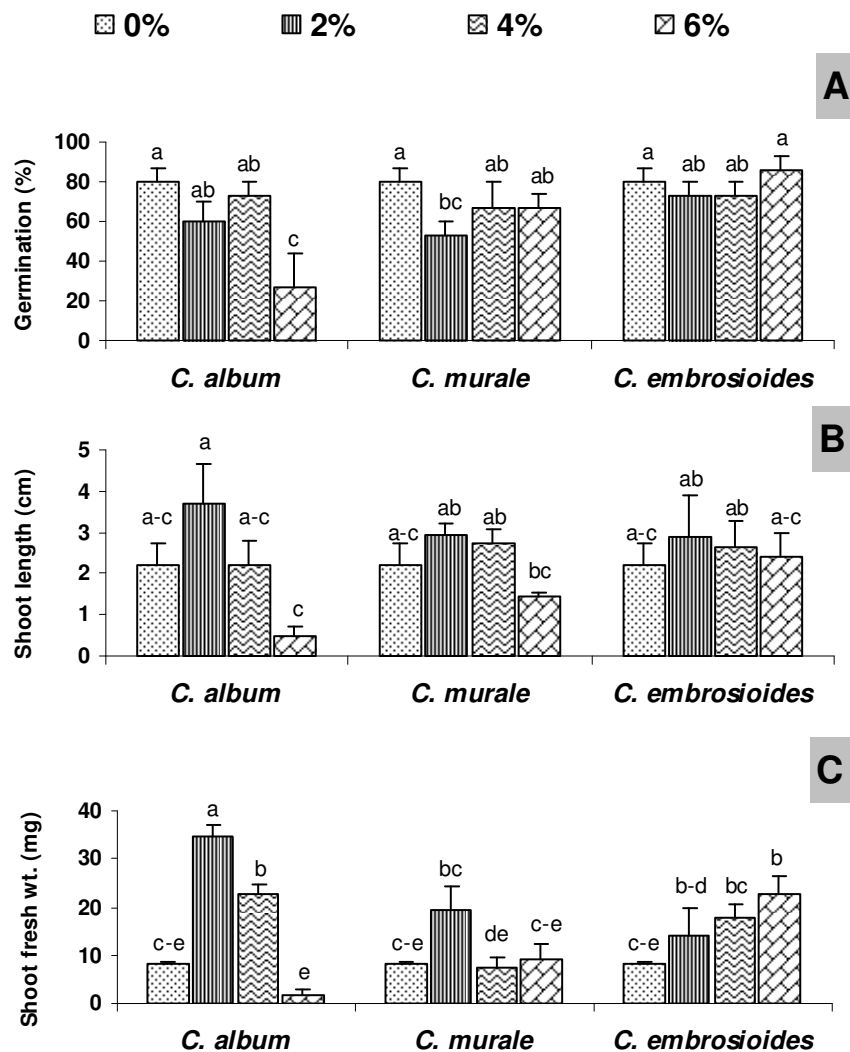 0% 2% 4% 6%
A
Germination (%)
100
80
60
40
20
0
a ab ab c a bc ab ab a ab ab a
C. album C. murale C. embrosioides
B
Shoot length (cm)
5
4
3
2
1
0
a-c a a-c c a-c ab ab bc a-c ab ab a-c
C. album C. murale C. embrosioides
C
Shoot fresh wt. (mg)
40
30
20
10
0
c-e a b e c-e bc de c-e c-e b-d bc b
C. album C. murale C. embrosioides